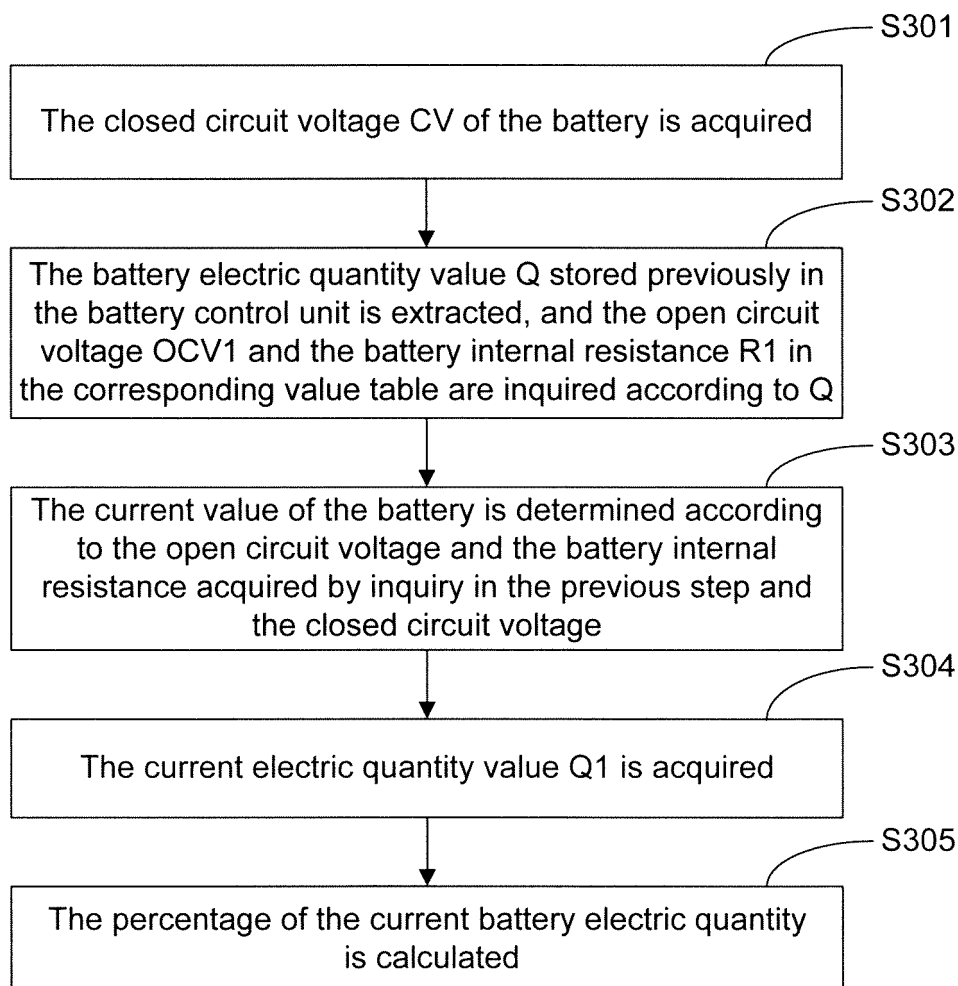 S301
The closed circuit voltage CV of the battery is acquired
S302
The battery electric quantity value Q stored previously in
the battery control unit is extracted, and the open circuit
voltage OCV1 and the battery internal resistance R1 in
the corresponding value table are inquired according to Q
S303
The current value of the battery is determined according
to the open circuit voltage and the battery internal
resistance acquired by inquiry in the previous step and
the closed circuit voltage
S304
The current electric quantity value Q1 is acquired
S305
The percentage of the current battery electric quantity
is calculated